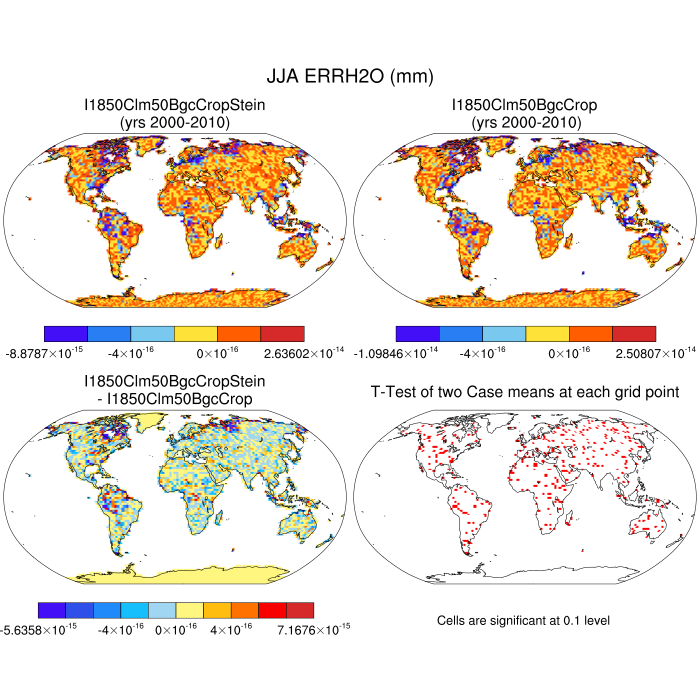 JJA ERRH2O (mm)
I1850Clm50BgcCropStein
(yrs 2000-2010)
I1850Clm50BgcCrop
(yrs 2000-2010)
-8.8787×10⁻¹⁵ -4×10⁻¹⁶ 0×10⁻¹⁶ 2.63602×10⁻¹⁴
-1.09846×10⁻¹⁴ -4×10⁻¹⁶ 0×10⁻¹⁶ 2.50807×10⁻¹⁴
I1850Clm50BgcCropStein
- I1850Clm50BgcCrop
T-Test of two Case means at each grid point
-5.6358×10⁻¹⁵ -4×10⁻¹⁶ 0×10⁻¹⁶ 4×10⁻¹⁶ 7.1676×10⁻¹⁵
Cells are significant at 0.1 level